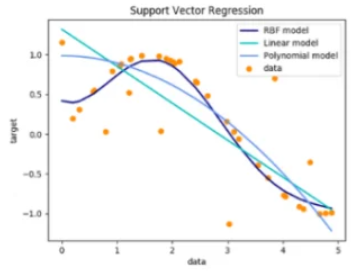 Support Vector Regression
RBF model
Linear model
Polynomial model
data
target
1.0
0.5
0.0
−0.5
−1.0
0 1 2 3 4 5
data